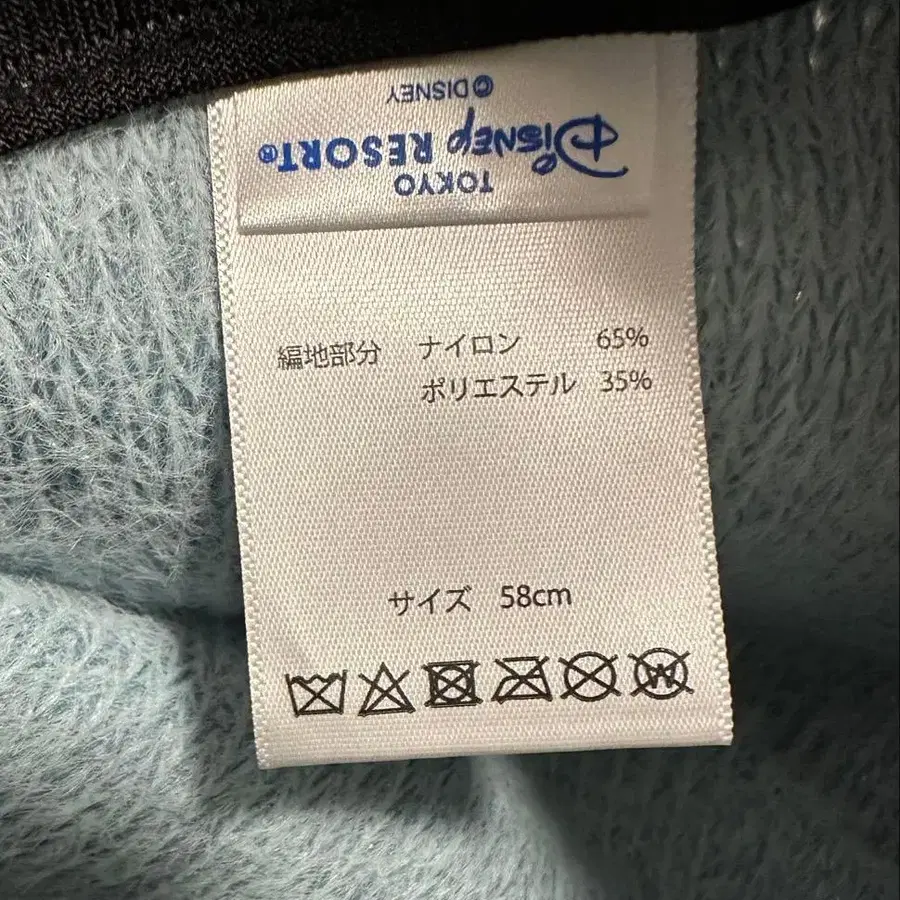 ©DISNEY
DISNEY RESORT®
TOKYO
編地部分 ナイロン 65%
ポリエステル 35%
サイズ 58cm
W